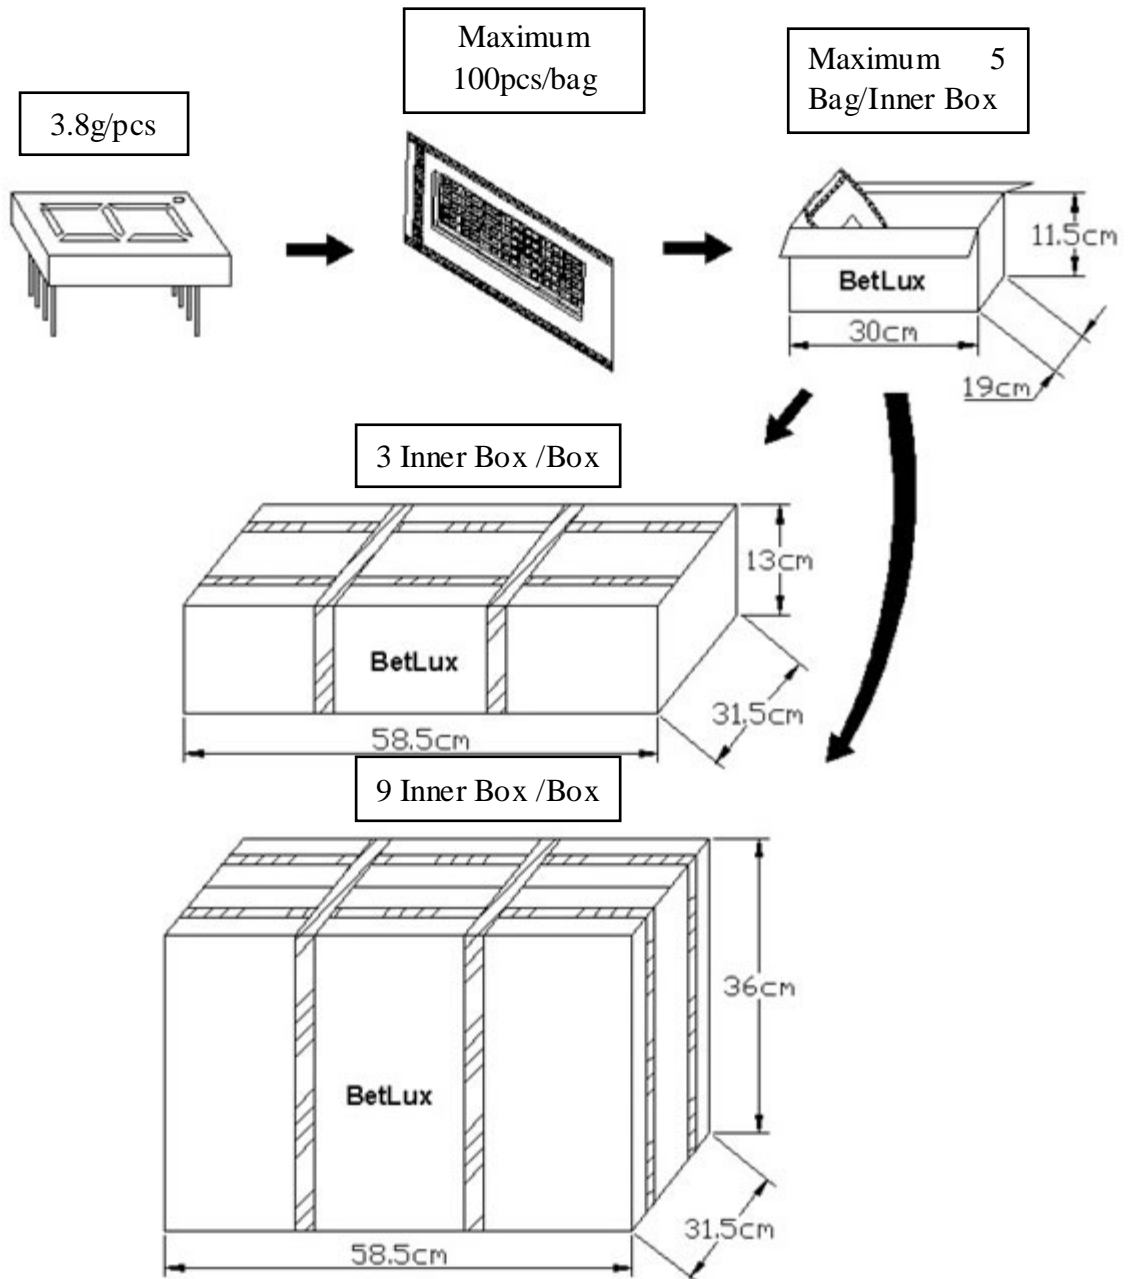 Maximum
100pcs/bag
Maximum 5
Bag/Inner Box
3.8g/pcs
11.5cm
BetLux
30cm
19cm
3 Inner Box /Box
13cm
BetLux
31.5cm
58.5cm
9 Inner Box /Box
36cm
BetLux
31.5cm
58.5cm